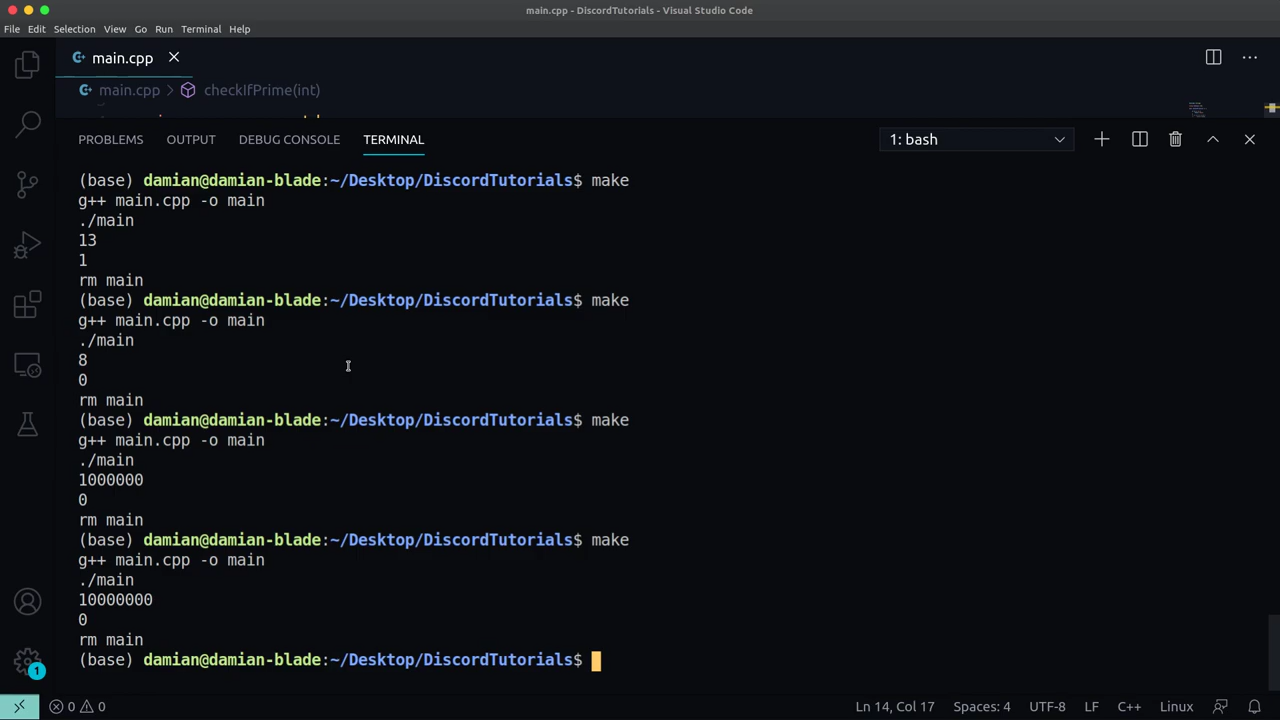 main.cpp - DiscordTutorials - Visual Studio Code
File Edit Selection View Go Run Terminal Help
main.cpp
main.cpp > checkIfPrime(int)
PROBLEMS OUTPUT DEBUG CONSOLE TERMINAL 1: bash
(base) damian@damian-blade:~/Desktop/DiscordTutorials$ make
g++ main.cpp -o main
./main
13
1
rm main
(base) damian@damian-blade:~/Desktop/DiscordTutorials$ make
g++ main.cpp -o main
./main
8
0
rm main
(base) damian@damian-blade:~/Desktop/DiscordTutorials$ make
g++ main.cpp -o main
./main
1000000
0
rm main
(base) damian@damian-blade:~/Desktop/DiscordTutorials$ make
g++ main.cpp -o main
./main
10000000
0
rm main
(base) damian@damian-blade:~/Desktop/DiscordTutorials$
1
0 0 Ln 14, Col 17 Spaces: 4 UTF-8 LF C++ Linux